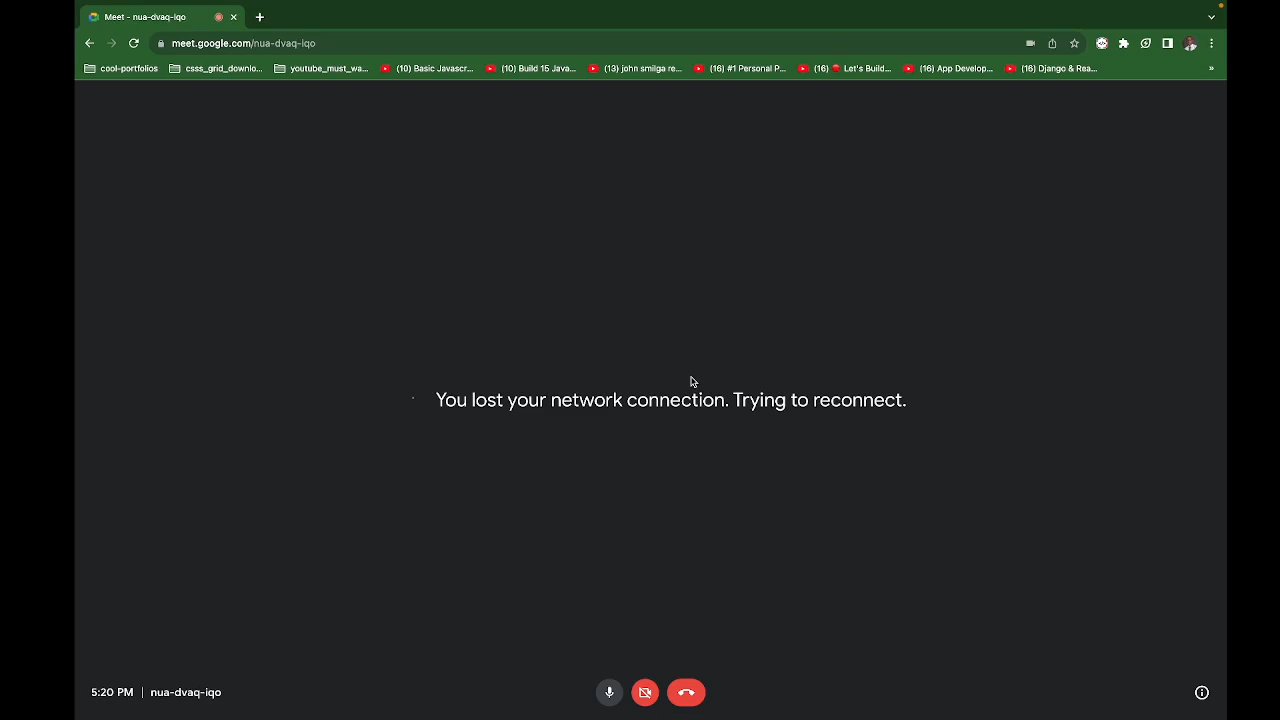 Meet - nua-dvaq-iqo
meet.google.com/nua-dvaq-iqo
cool-portfolios
csss_grid_downlo...
youtube_must_wa...
(10) Basic Javascr...
(10) Build 15 Java...
(13) john smilga re...
(16) #1 Personal P...
(16) 🔴 Let's Build...
(16) App Develop...
(16) Django & Rea...
»
You lost your network connection. Trying to reconnect.
5:20 PM | nua-dvaq-iqo